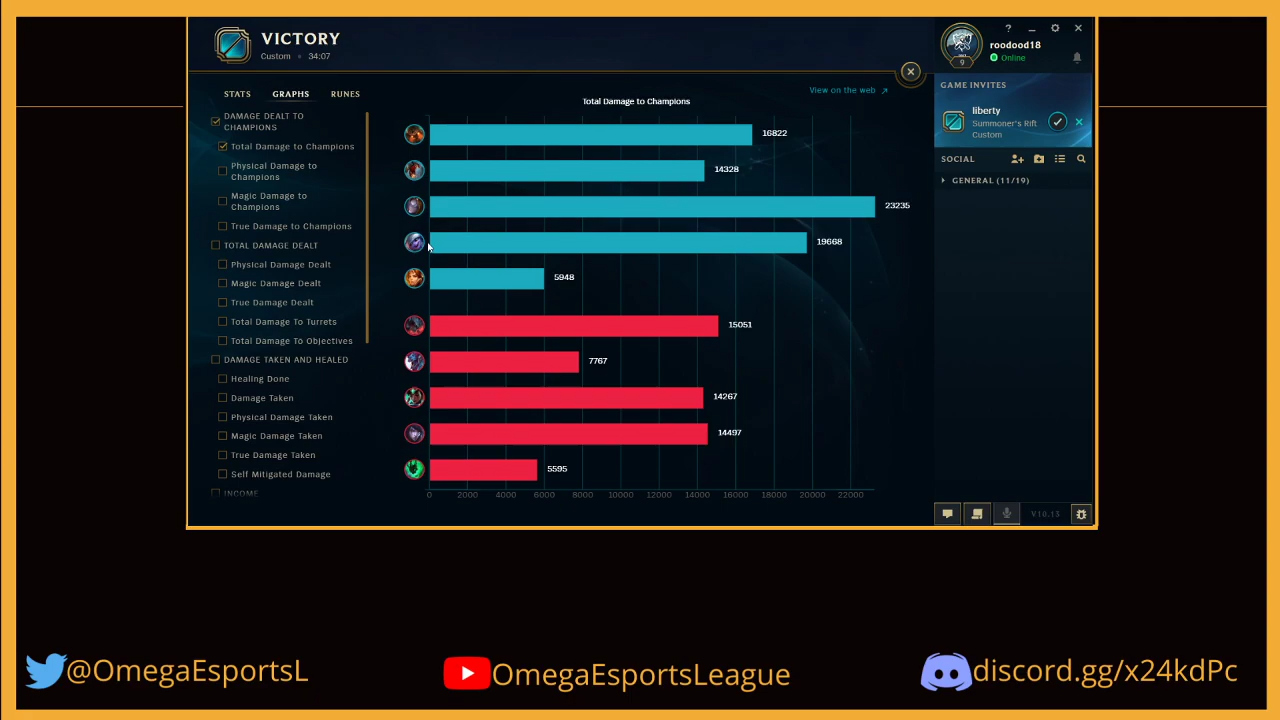 VICTORY
Custom • 34:07
STATS GRAPHS RUNES
View on the web
DAMAGE DEALT TO
CHAMPIONS
Total Damage to Champions
Physical Damage to
Champions
Magic Damage to
Champions
True Damage to Champions
TOTAL DAMAGE DEALT
Physical Damage Dealt
Magic Damage Dealt
True Damage Dealt
Total Damage To Turrets
Total Damage To Objectives
DAMAGE TAKEN AND HEALED
Healing Done
Damage Taken
Physical Damage Taken
Magic Damage Taken
True Damage Taken
Self Mitigated Damage
INCOME
Total Damage to Champions
16822
14328
23235
19668
5948
15051
7767
14267
14497
5595
0 2000 4000 6000 8000 10000 12000 14000 16000 18000 20000 22000
?
roodood18
Online
9
GAME INVITES
liberty
Summoner's Rift
Custom
SOCIAL
GENERAL (11/19)
V10.13
@OmegaEsportsL
OmegaEsportsLeague
discord.gg/x24kdPc